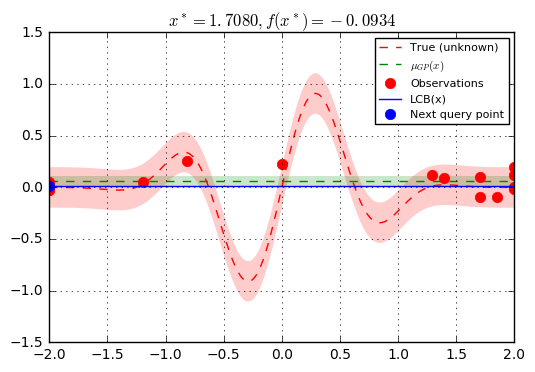 x* = 1.7080, f(x*) = −0.0934
1.5
1.0
0.5
0.0
−0.5
−1.0
−1.5
−2.0 −1.5 −1.0 −0.5 0.0 0.5 1.0 1.5 2.0
True (unknown)
μGP(x)
Observations
LCB(x)
Next query point